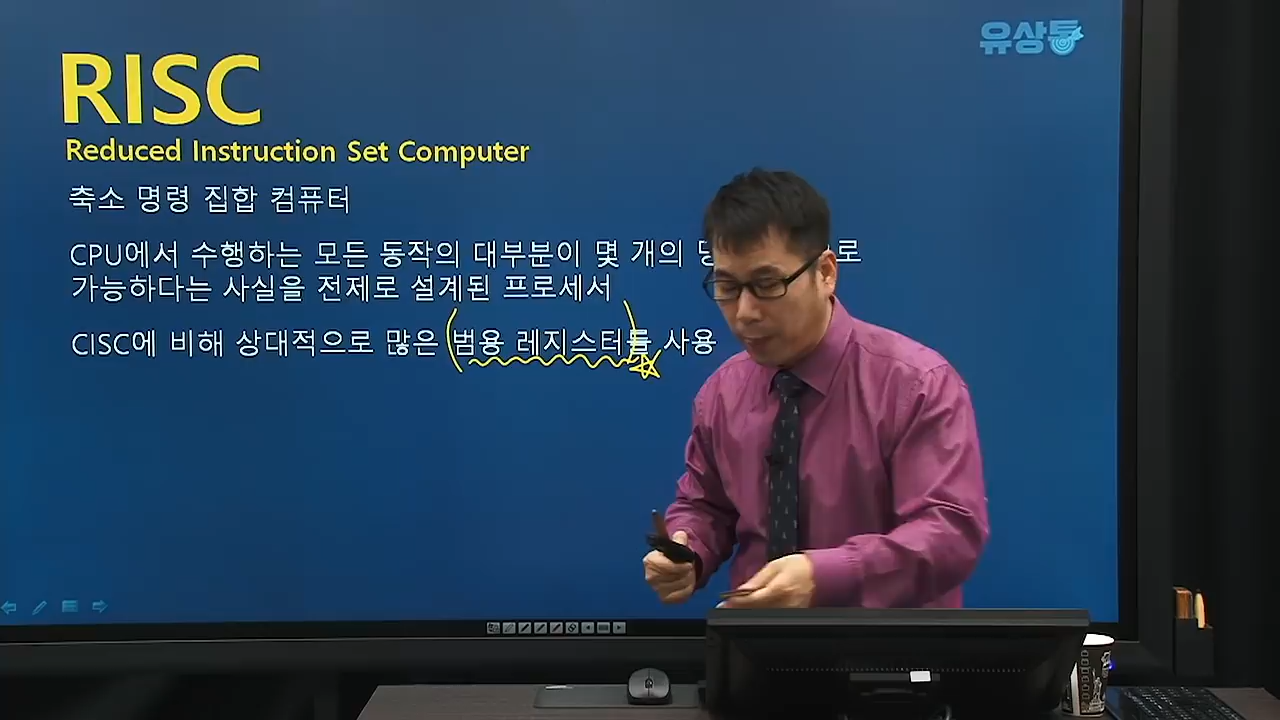 유상통
RISC
Reduced Instruction Set Computer
축소 명령 집합 컴퓨터
CPU에서 수행하는 모든 동작의 대부분이 몇 개의 로
가능하다는 사실을 전제로 설계된 프로세서
CISC에 비해 상대적으로 많은 (범용 레지스터)를 사용